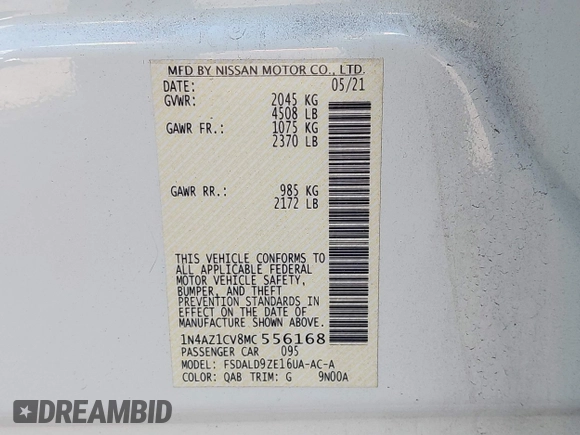 MFD BY NISSAN MOTOR CO., LTD.
DATE: 05/21
GVWR: 2045 KG
4508 LB
GAWR FR.: 1075 KG
2370 LB
GAWR RR.: 985 KG
2172 LB
THIS VEHICLE CONFORMS TO
ALL APPLICABLE FEDERAL
MOTOR VEHICLE SAFETY,
BUMPER, AND THEFT
PREVENTION STANDARDS IN
EFFECT ON THE DATE OF
MANUFACTURE SHOWN ABOVE.
1N4AZ1CV8MC556168
PASSENGER CAR 095
MODEL: FSDALD9ZE16UA-AC-A
COLOR: QAB TRIM: G 9N00A
DREAMBID